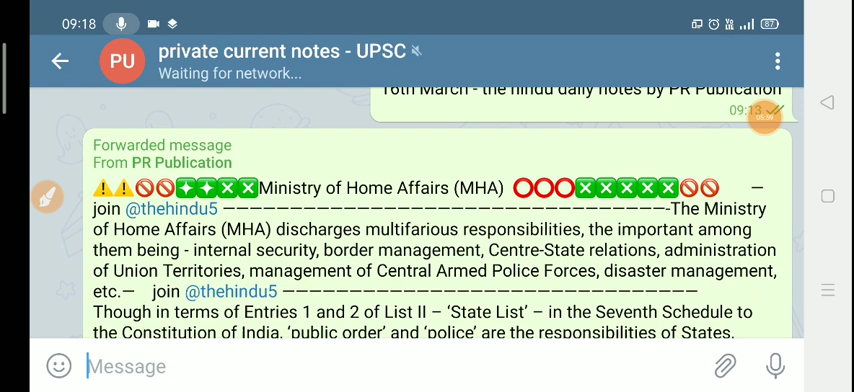 09:18
87
PU
private current notes - UPSC
Waiting for network...
16th March - the hindu daily notes by PR Publication
09:13
Forwarded message
From PR Publication
⚠️⚠️🚫🚫✳️✳️❎❎Ministry of Home Affairs (MHA) ⭕⭕⭕❎❎❎❎❎🚫🚫 —
join @thehindu5 —————————————————————————————————-The Ministry
of Home Affairs (MHA) discharges multifarious responsibilities, the important among
them being - internal security, border management, Centre-State relations, administration
of Union Territories, management of Central Armed Police Forces, disaster management,
etc.— join @thehindu5 ———————————————————————————————
Though in terms of Entries 1 and 2 of List II – ‘State List’ – in the Seventh Schedule to
the Constitution of India, ‘public order’ and ‘police’ are the responsibilities of States,
Message